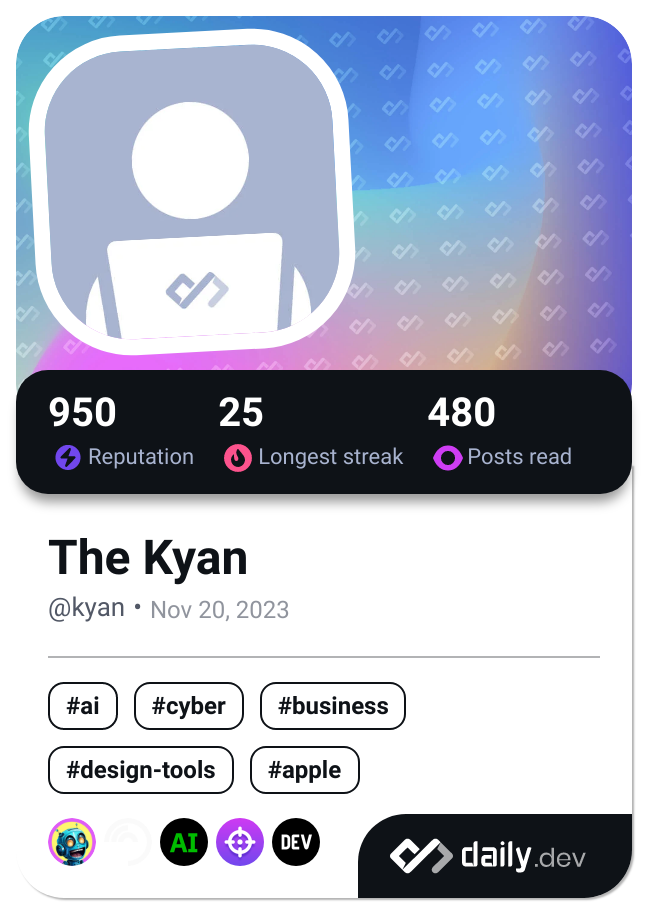 950 25 480
Reputation Longest streak Posts read
The Kyan
@kyan • Nov 20, 2023
#ai #cyber #business
#design-tools #apple
AI DEV
daily.dev